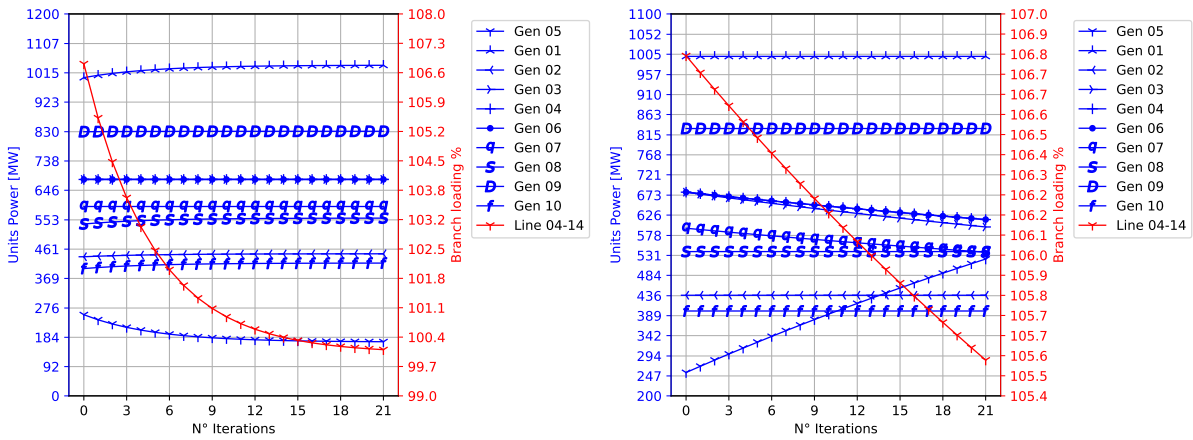 1200
1107
1015
923
830
738
646
553
461
369
276
184
92
0
Units Power [MW]
0 3 6 9 12 15 18 21
N° Iterations
108.0
107.3
106.6
105.9
105.2
104.5
103.8
103.2
102.5
101.8
101.1
100.4
99.7
99.0
Branch loading %
Gen 05
Gen 01
Gen 02
Gen 03
Gen 04
Gen 06
Gen 07
Gen 08
Gen 09
Gen 10
Line 04-14
1100
1052
1005
957
910
863
815
768
721
673
626
578
531
484
436
389
342
294
247
200
Units Power [MW]
0 3 6 9 12 15 18 21
N° Iterations
107.0
106.9
106.8
106.7
106.7
106.6
106.5
106.4
106.3
106.2
106.2
106.1
106.0
105.9
105.8
105.7
105.7
105.6
105.5
105.4
Branch loading %
Gen 05
Gen 01
Gen 02
Gen 03
Gen 04
Gen 06
Gen 07
Gen 08
Gen 09
Gen 10
Line 04-14